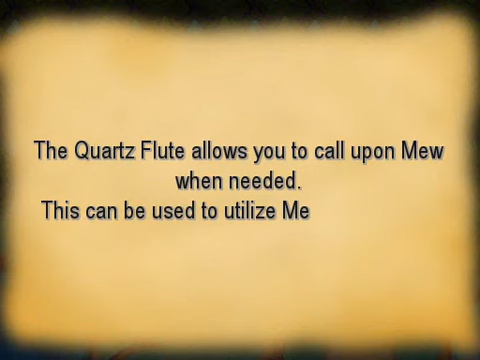 The Quartz Flute allows you to call upon Mew
when needed.
This can be used to utilize Me